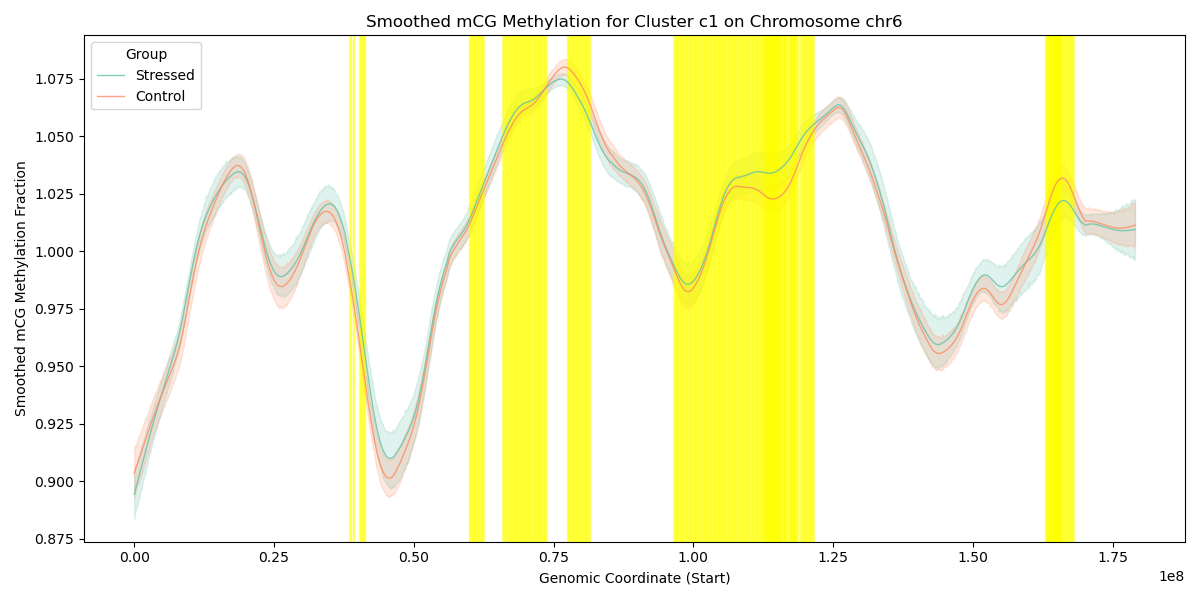 Smoothed mCG Methylation for Cluster c1 on Chromosome chr6
Group
Stressed
Control
Smoothed mCG Methylation Fraction
1.075
1.050
1.025
1.000
0.975
0.950
0.925
0.900
0.875
0.00 0.25 0.50 0.75 1.00 1.25 1.50 1.75
1e8
Genomic Coordinate (Start)